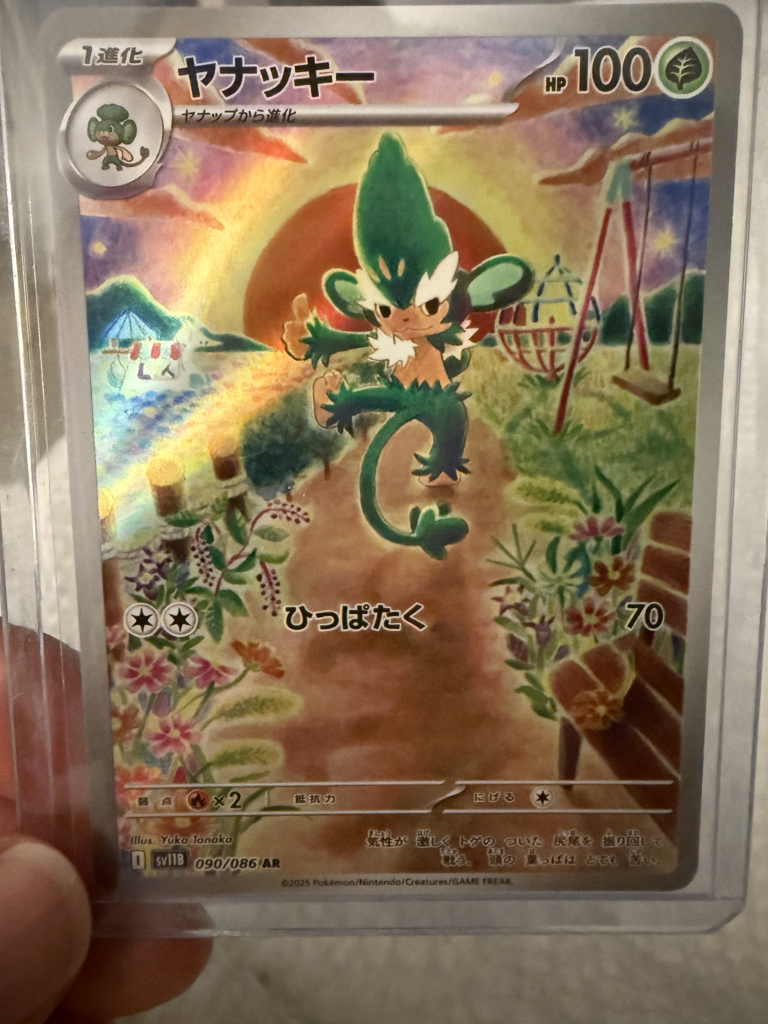 1進化
ヤナッキー
HP 100
ヤナップから進化
ひっぱたく 70
弱点 ×2 抵抗力 にげる
Illus. Yuka Tanaka
気性が 激しく トゲの ついた 尻尾を 振り回して
戦う。 頭の 葉っぱは とても 苦い。
I sv11B 090/086 AR
©2025 Pokémon/Nintendo/Creatures/GAME FREAK.